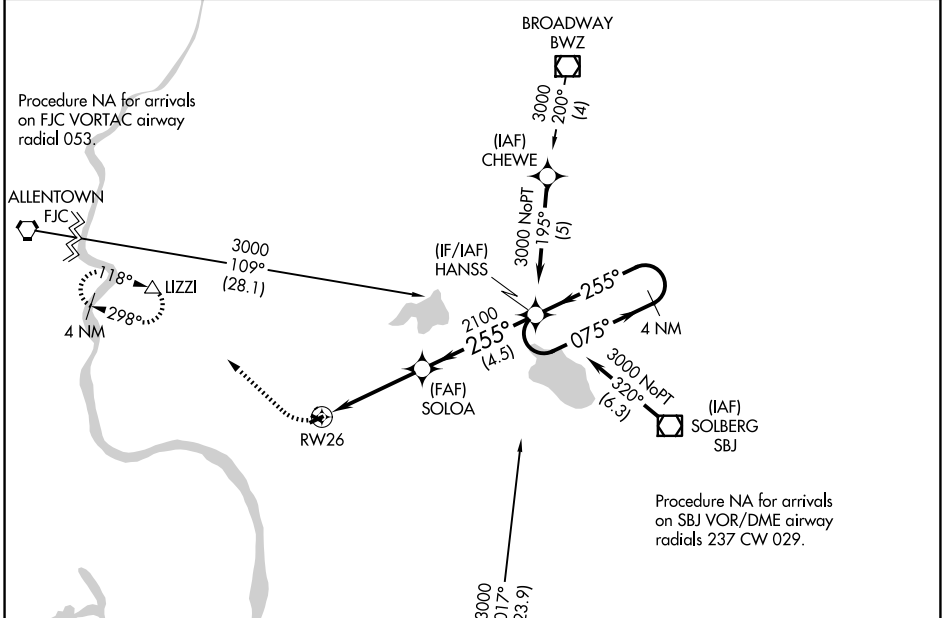 BROADWAY
BWZ
3000
200°
(4)
Procedure NA for arrivals
on FJC VORTAC airway
radial 053.
(IAF)
CHEWE
ALLENTOWN
FJC
3000 NoPT
195°
(5)
3000
109°
(28.1)
(IF/IAF)
HANSS
118°
LIZZI
298°
4 NM
255°
075°
4 NM
2100
255°
(4.5)
3000 NoPT
320°
(6.3)
(FAF)
SOLOA
(IAF)
SOLBERG
SBJ
RW26
Procedure NA for arrivals
on SBJ VOR/DME airway
radials 237 CW 029.
3000
017°
23.9)